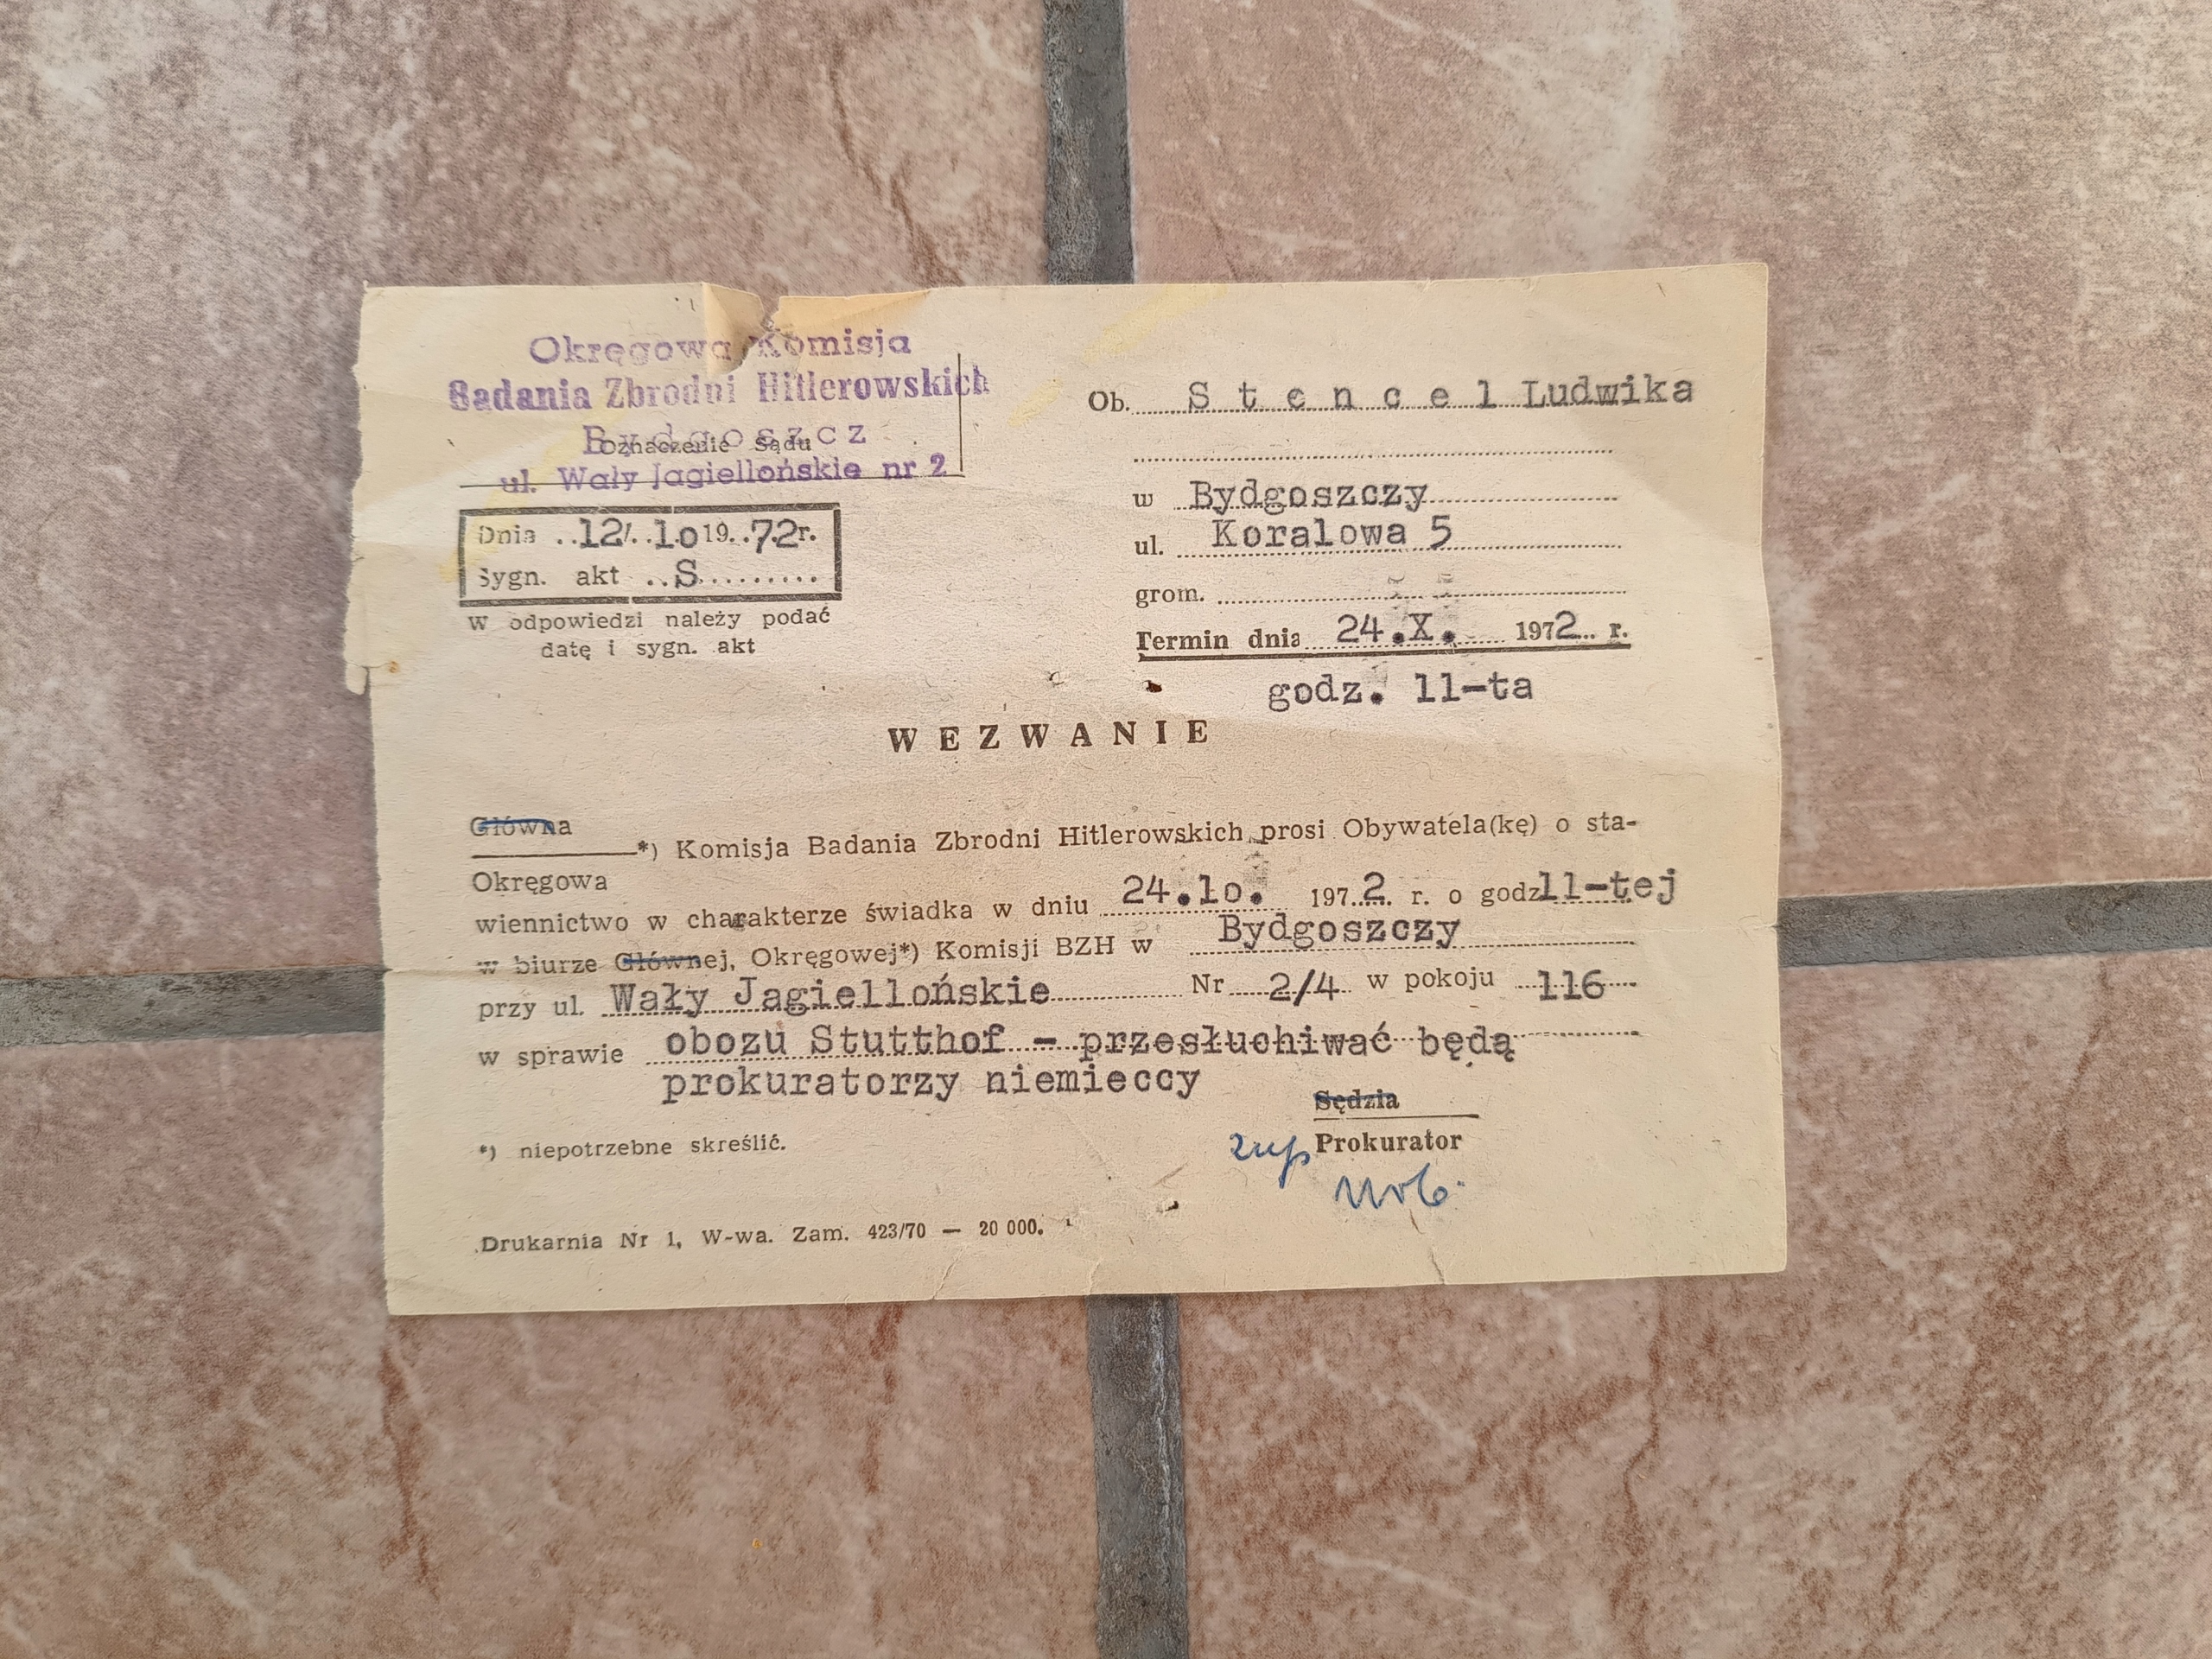 Okręgowa Komisja
Badania Zbrodni Hitlerowskich
Bydgoszcz
Oznaczenie Sądu
ul. Wały Jagiellońskie nr 2
Dnia ..12/..10 19..72r.
Sygn. akt ..S.........
W odpowiedzi należy podać
datę i sygn. akt
Ob. S t e n c e l Ludwika
w Bydgoszczy
ul. Koralowa 5
grom.
Termin dnia 24.X. 1972 r.
godz. 11-ta
WEZWANIE
Główna
*) Komisja Badania Zbrodni Hitlerowskich prosi Obywatela(kę) o sta-
Okręgowa
wiennictwo w charakterze świadka w dniu 24.10. 1972 r. o godz 11-tej
w biurze Głównej, Okręgowej*) Komisji BZH w Bydgoszczy
przy ul. Wały Jagiellońskie Nr 2/4 w pokoju 116
w sprawie obozu Stutthof - przesłuchiwać będą
prokuratorzy niemieccy
Sędzia
Prokurator
*) niepotrzebne skreślić.
Drukarnia Nr 1, W-wa. Zam. 423/70 — 20 000.